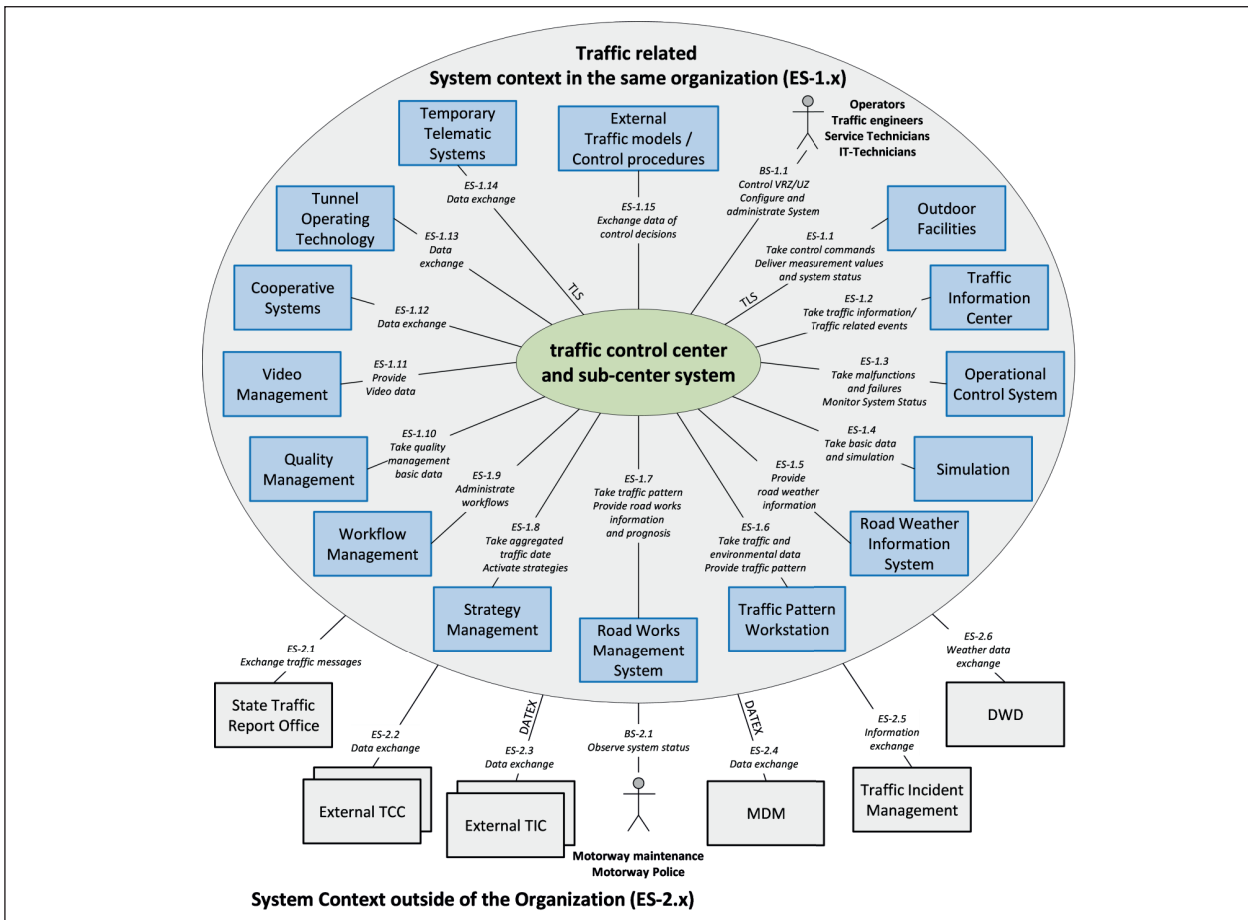 Traffic related
System context in the same organization (ES-1.x)
Temporary
Telematic
Systems
External
Traffic models /
Control procedures
Operators
Traffic engineers
Service Technicians
IT-Technicians
Tunnel
Operating
Technology
ES-1.14
Data exchange
ES-1.15
Exchange data of
control decisions
BS-1.1
Control VRZ/UZ
Configure and
administrate System
Outdoor
Facilities
ES-1.13
Data
exchange
ES-1.1
Take control commands
Deliver measurement values
and system status
TLS
TLS
Cooperative
Systems
ES-1.12
Data exchange
ES-1.2
Take traffic information/
Traffic related events
Traffic
Information
Center
traffic control center
and sub-center system
Video
Management
ES-1.11
Provide
Video data
ES-1.3
Take malfunctions
and failures
Monitor System Status
Operational
Control System
Quality
Management
ES-1.10
Take quality
management
basic data
ES-1.4
Take basic data
and simulation
Simulation
ES-1.9
Administrate
workflows
ES-1.7
Take traffic pattern
Provide road works
information
and prognosis
ES-1.5
Provide
road weather
information
Workflow
Management
ES-1.8
Take aggregated
traffic date
Activate strategies
ES-1.6
Take traffic and
environmental data
Provide traffic pattern
Road Weather
Information
System
Strategy
Management
Road Works
Management
System
Traffic Pattern
Workstation
ES-2.1
Exchange traffic messages
State Traffic
Report Office
ES-2.6
Weather data
exchange
DWD
ES-2.2
Data exchange
External TCC
DATEX
ES-2.3
Data exchange
External TIC
BS-2.1
Observe system status
Motorway maintenance
Motorway Police
DATEX
ES-2.4
Data exchange
MDM
ES-2.5
Information
exchange
Traffic Incident
Management
System Context outside of the Organization (ES-2.x)